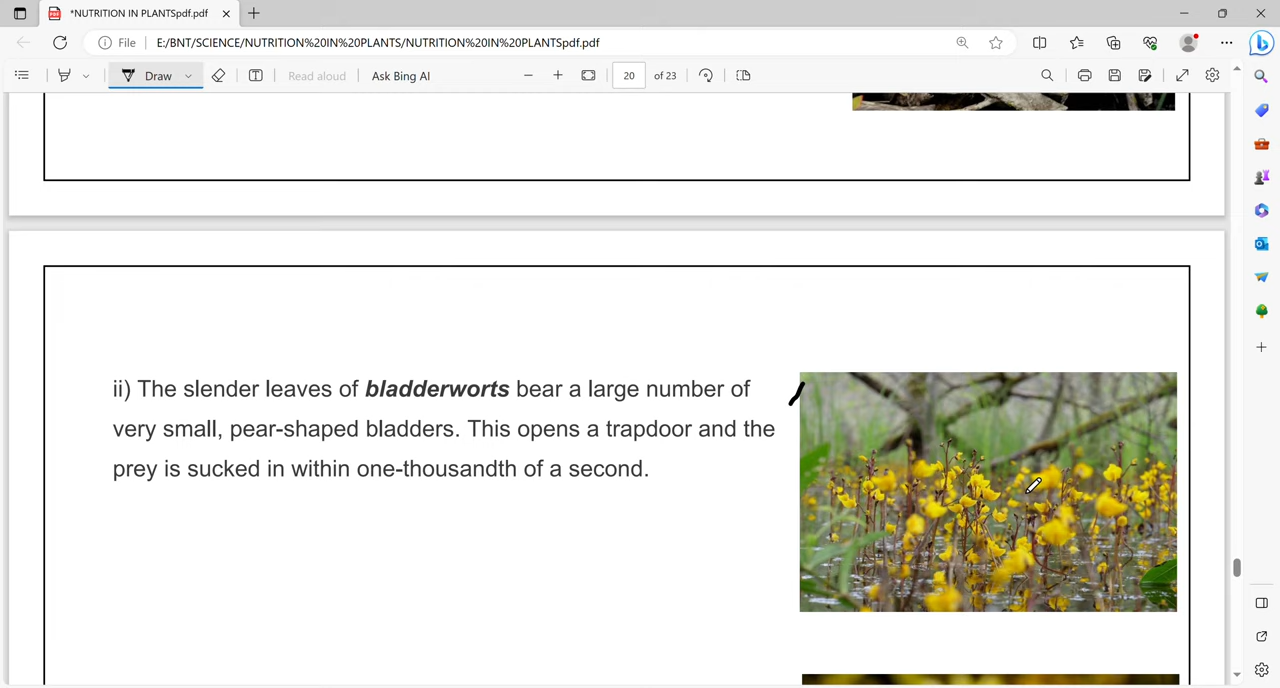 *NUTRITION IN PLANTSpdf.pdf
File E:/BNT/SCIENCE/NUTRITION%20IN%20PLANTS/NUTRITION%20IN%20PLANTSpdf.pdf
Draw Read aloud Ask Bing AI 20 of 23
ii) The slender leaves of bladderworts bear a large number of
very small, pear-shaped bladders. This opens a trapdoor and the
prey is sucked in within one-thousandth of a second.